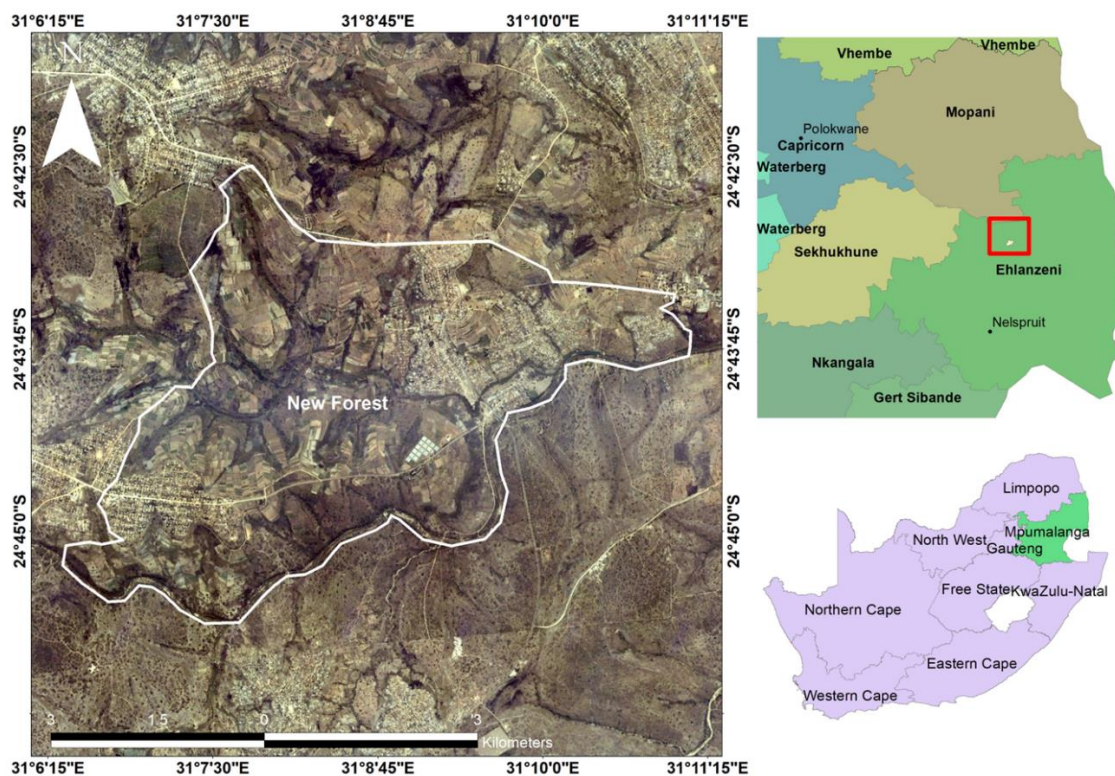 31°6'15"E 31°7'30"E 31°8'45"E 31°10'0"E 31°11'15"E
N
24°42'30"S
24°42'30"S
24°43'45"S
24°43'45"S
24°45'0"S
24°45'0"S
New Forest
3 1.5 0 3
Kilometers
31°6'15"E 31°7'30"E 31°8'45"E 31°10'0"E 31°11'15"E
Vhembe
Vhembe
Mopani
Polokwane
Capricorn
Waterberg
Waterberg
Sekhukhune
Ehlanzeni
Nelspruit
Nkangala
Gert Sibande
Limpopo
Mpumalanga
North West
Gauteng
Free State
KwaZulu-Natal
Northern Cape
Eastern Cape
Western Cape